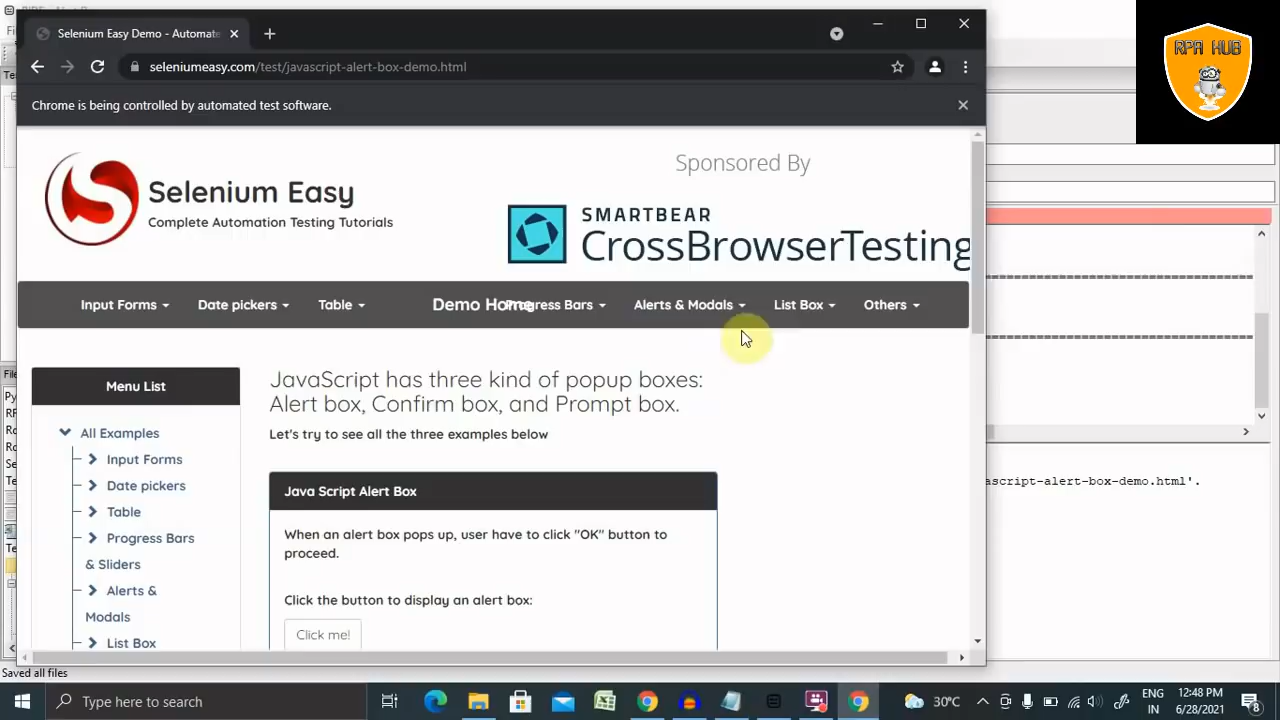 Selenium Easy Demo - Automate
seleniumeasy.com/test/javascript-alert-box-demo.html
Chrome is being controlled by automated test software.
RPA HUB
Sponsored By
Selenium Easy
Complete Automation Testing Tutorials
SMARTBEAR
CrossBrowserTesting
Input Forms
Date pickers
Table
Demo Home
Progress Bars
Alerts & Modals
List Box
Others
Menu List
All Examples
Input Forms
Date pickers
Table
Progress Bars
& Sliders
Alerts &
Modals
List Box
JavaScript has three kind of popup boxes:
Alert box, Confirm box, and Prompt box.
Let's try to see all the three examples below
Java Script Alert Box
When an alert box pops up, user have to click "OK" button to
proceed.
Click the button to display an alert box:
Click me!
ascript-alert-box-demo.html'.
Saved all files
Type here to search
30°C
ENG
IN
12:48 PM
6/28/2021
8